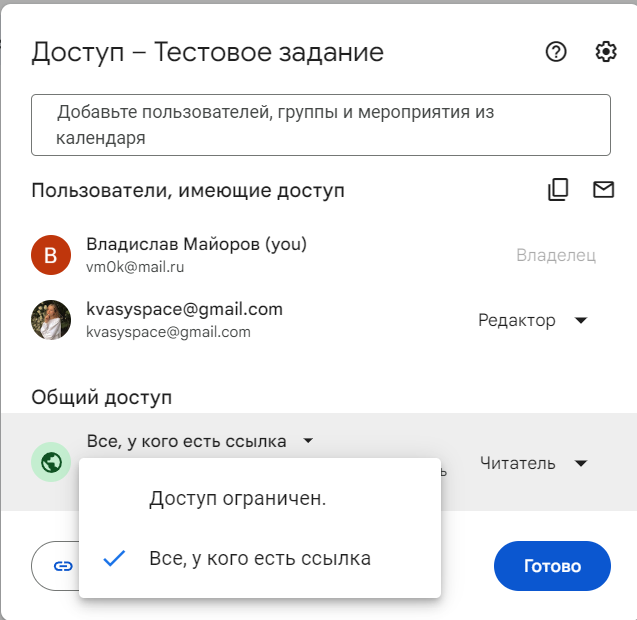 Доступ – Тестовое задание
Добавьте пользователей, группы и мероприятия из
календаря
Пользователи, имеющие доступ
В
Владислав Майоров (you)
vm0k@mail.ru
Владелец
kvasyspace@gmail.com
kvasyspace@gmail.com
Редактор
Общий доступ
Все, у кого есть ссылка
Читатель
Доступ ограничен.
Все, у кого есть ссылка
Готово